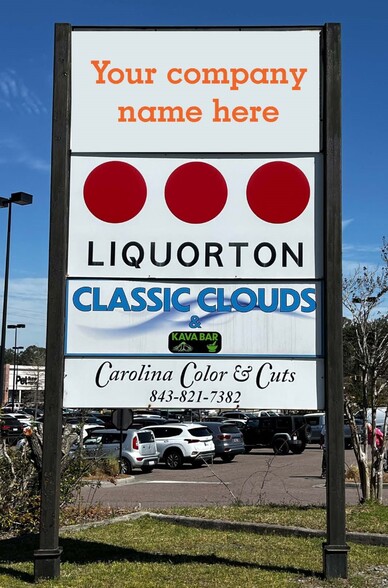 Your company
name here
LIQUORTON
CLASSIC CLOUDS
&
KAVA BAR
Carolina Color & Cuts
843-821-7382